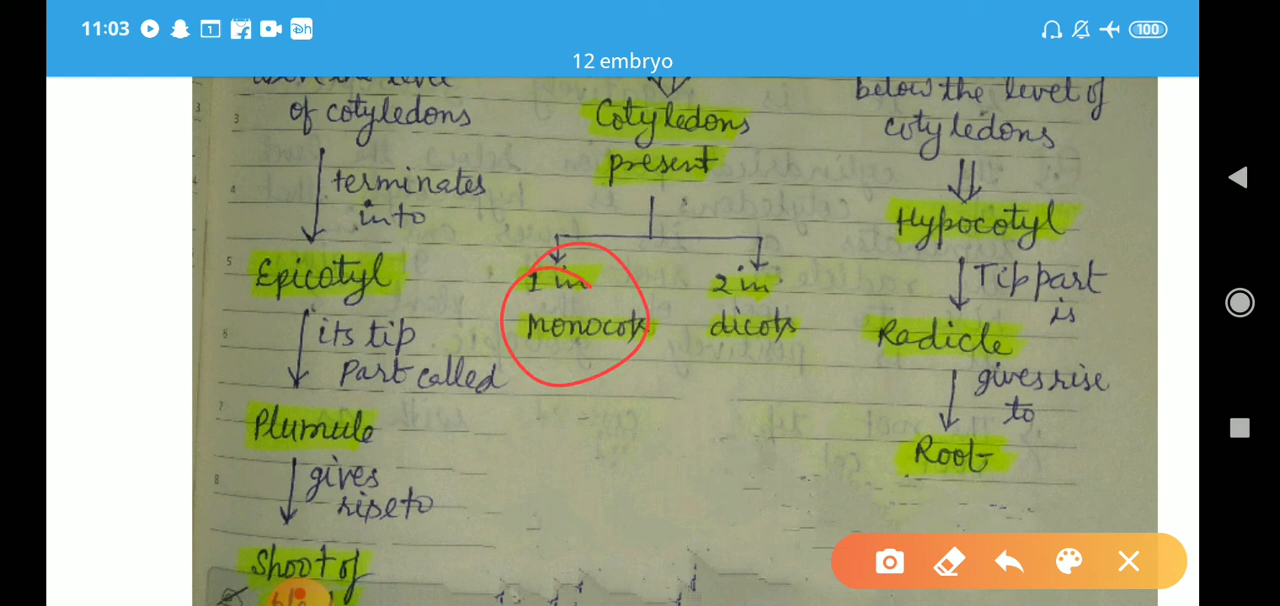 11:03
100
12 embryo
of cotyledons
terminates
into
Epicotyl
its tip
Part called
Plumule
gives
rise to
Shoot of
Cotyledons
present
1 in
monocots
2 in
dicots
below the level of
cotyledons
Hypocotyl
Tip part
is
Radicle
gives rise
to
Root